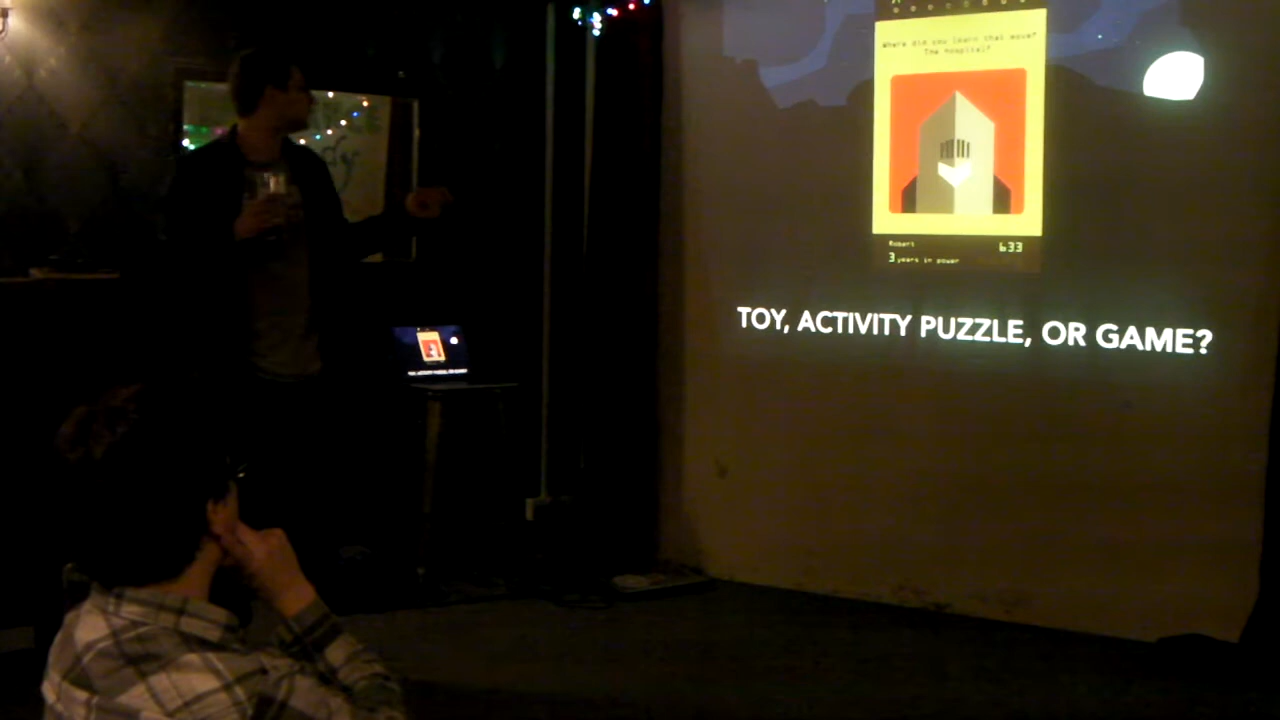 Where did you learn that move?
The hospital?
Robert
633
3 years in power
TOY, ACTIVITY PUZZLE, OR GAME?